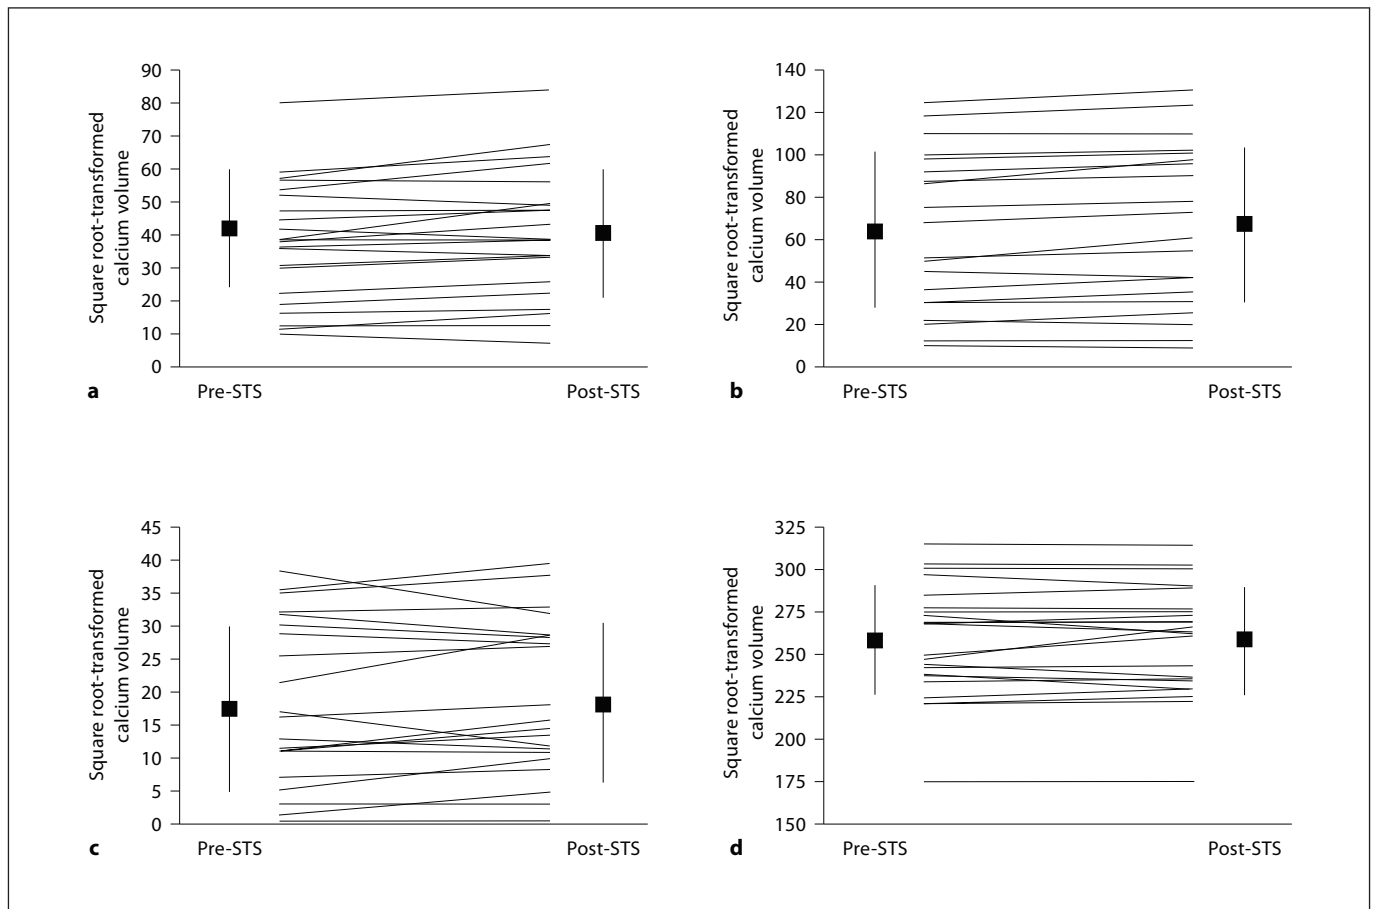 Square root-transformed
calcium volume
90
80
70
60
50
40
30
20
10
0
Pre-STS
Post-STS
a
Square root-transformed
calcium volume
140
120
100
80
60
40
20
0
Pre-STS
Post-STS
b
Square root-transformed
calcium volume
45
40
35
30
25
20
15
10
5
0
Pre-STS
Post-STS
c
Square root-transformed
calcium volume
325
300
275
250
225
200
175
150
Pre-STS
Post-STS
d